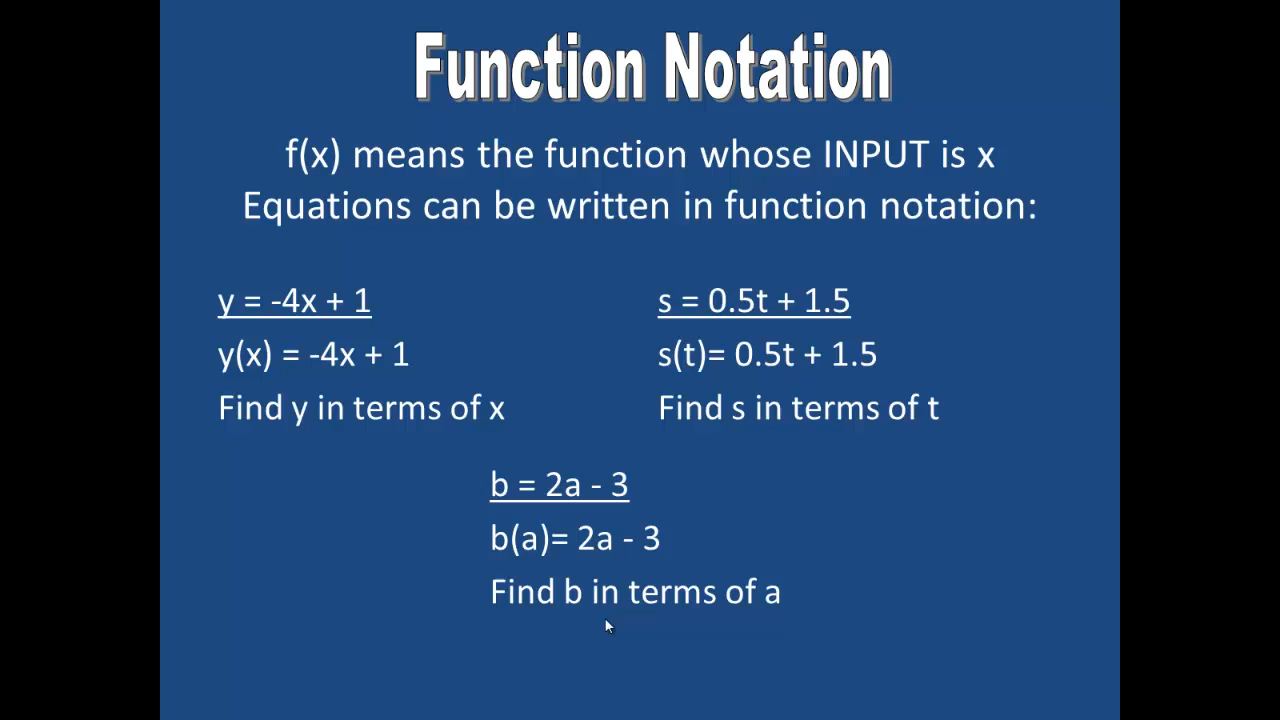 Function Notation
f(x) means the function whose INPUT is x
Equations can be written in function notation:
y = -4x + 1
y(x) = -4x + 1
Find y in terms of x
s = 0.5t + 1.5
s(t)= 0.5t + 1.5
Find s in terms of t
b = 2a - 3
b(a)= 2a - 3
Find b in terms of a